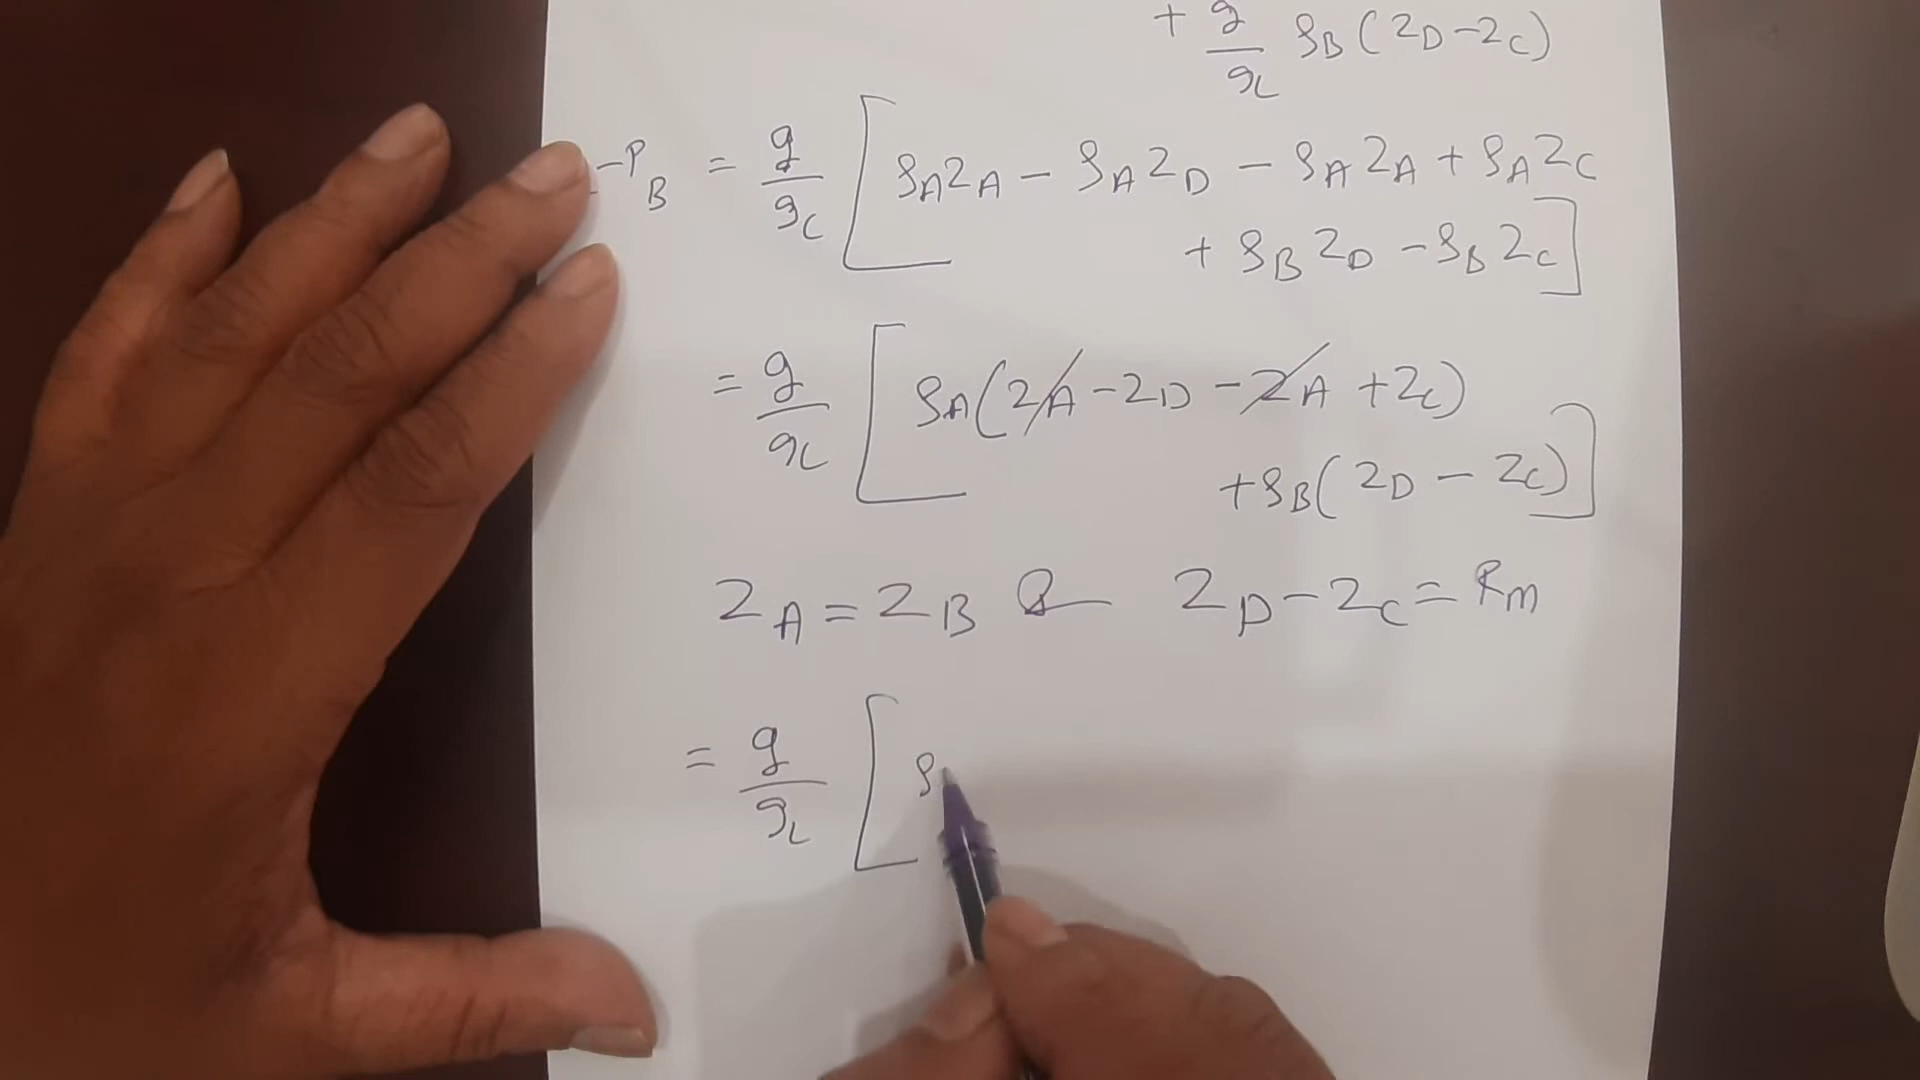 + g/gc ρB (ZD-ZC)
-PB = g/gc [ ρAZA - ρAZD - ρAZA + ρAZC
+ ρBZD - ρBZC ]
= g/gc [ ρA(ZA - ZD - ZA + ZC)
+ρB(ZD - ZC) ]
ZA = ZB & ZD - ZC = Rm
= g/gc [ ρ